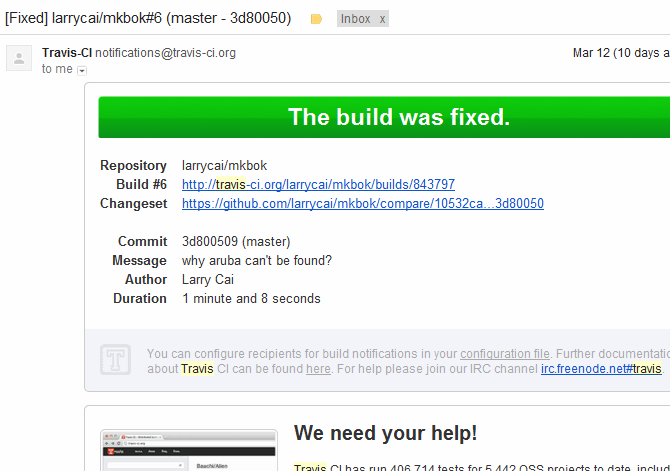 [Fixed] larrycai/mkbok#6 (master - 3d80050) Inbox x
Travis-CI notifications@travis-ci.org Mar 12 (10 days a
to me
The build was fixed.
Repository larrycai/mkbok
Build #6 http://travis-ci.org/larrycai/mkbok/builds/843797
Changeset https://github.com/larrycai/mkbok/compare/10532ca...3d80050
Commit 3d800509 (master)
Message why aruba can't be found?
Author Larry Cai
Duration 1 minute and 8 seconds
You can configure recipients for build notifications in your configuration file. Further documentatio
about Travis CI can be found here. For help please join our IRC channel irc.freenode.net#travis.
We need your help!
Travis CI has run 406,714 tests for 5,442 OSS projects to date, includ